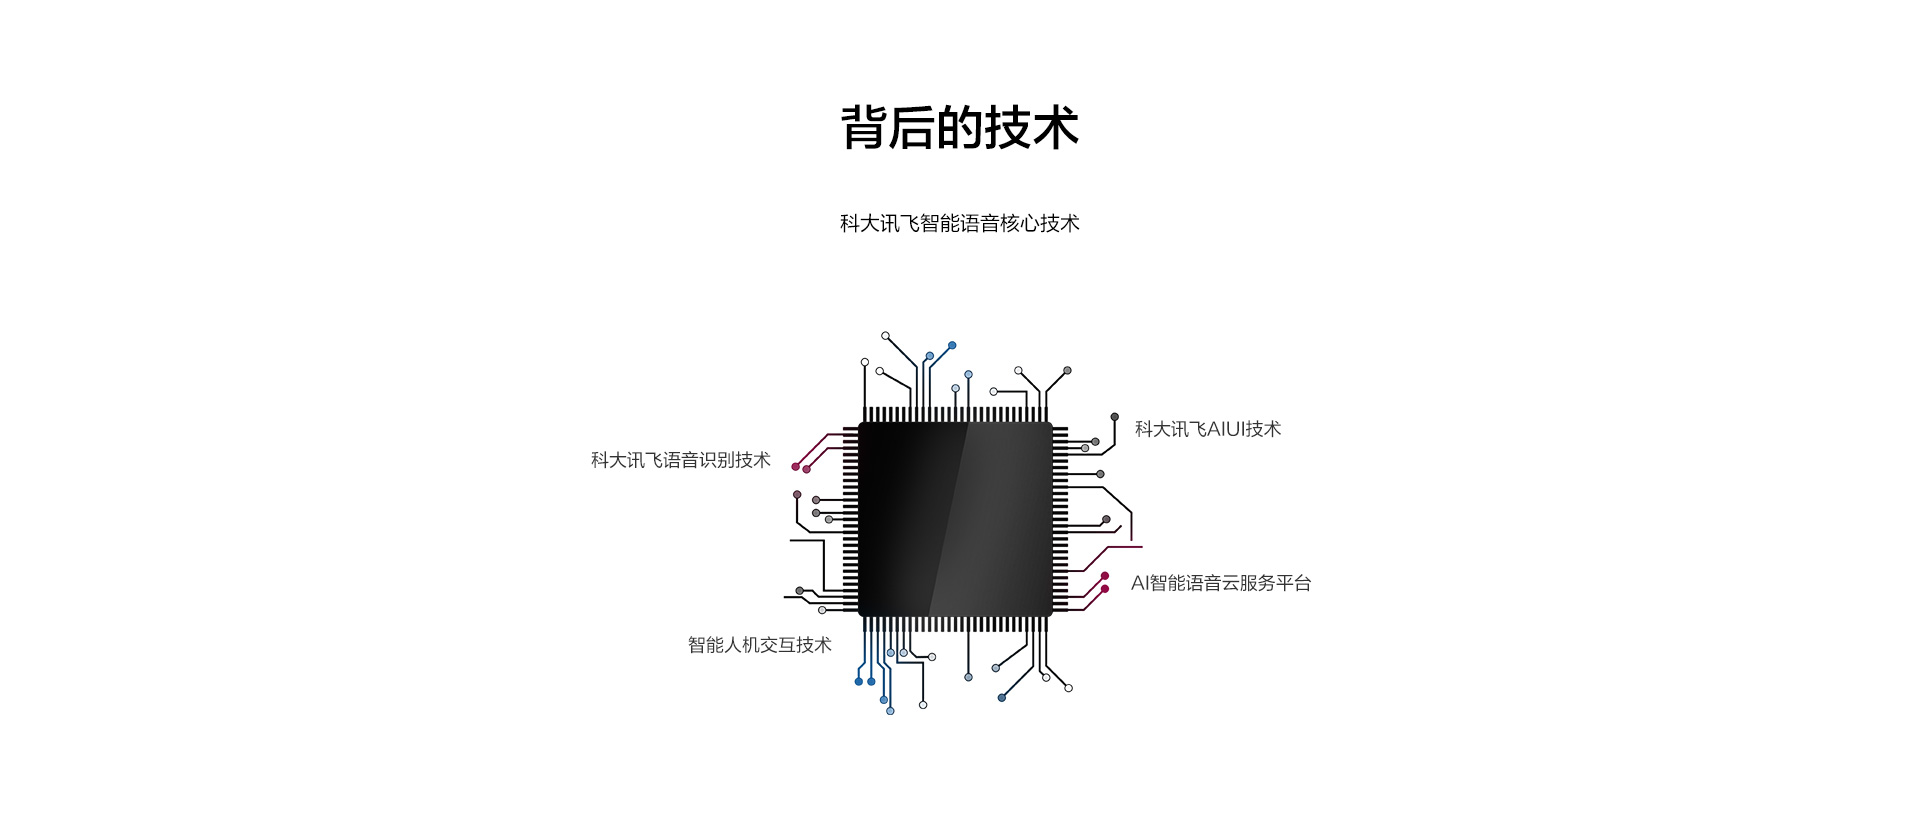 背后的技术
科大讯飞智能语音核心技术
科大讯飞AIUI技术
科大讯飞语音识别技术
AI智能语音云服务平台
智能人机交互技术